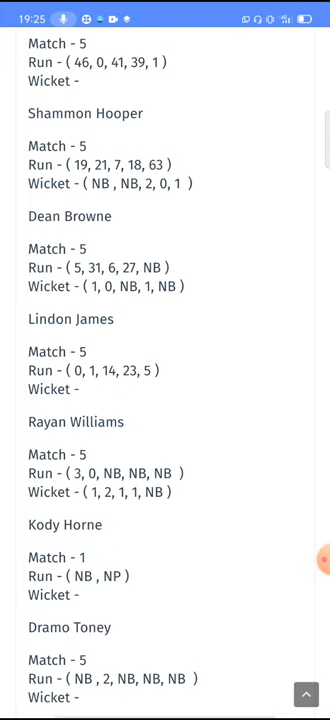 19:25
Match - 5
Run - ( 46, 0, 41, 39, 1 )
Wicket -
Shammon Hooper
Match - 5
Run - ( 19, 21, 7, 18, 63 )
Wicket - ( NB , NB, 2, 0, 1  )
Dean Browne
Match - 5
Run - ( 5, 31, 6, 27, NB )
Wicket - ( 1, 0, NB, 1, NB )
Lindon James
Match - 5
Run - ( 0, 1, 14, 23, 5 )
Wicket -
Rayan Williams
Match - 5
Run - ( 3, 0, NB, NB, NB  )
Wicket - ( 1, 2, 1, 1, NB )
Kody Horne
Match - 1
Run - ( NB , NP )
Wicket -
Dramo Toney
Match - 5
Run - ( NB , 2, NB, NB, NB  )
Wicket -